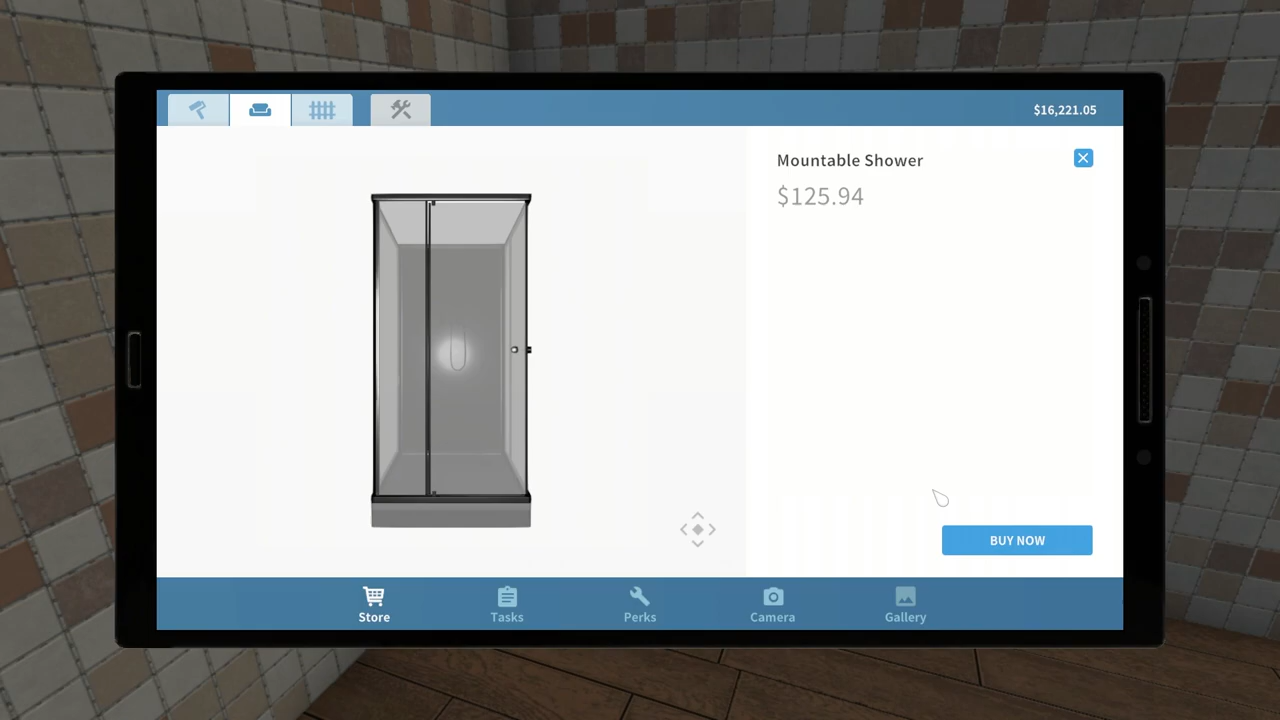 $16,221.05
Mountable Shower
$125.94
BUY NOW
Store
Tasks
Perks
Camera
Gallery